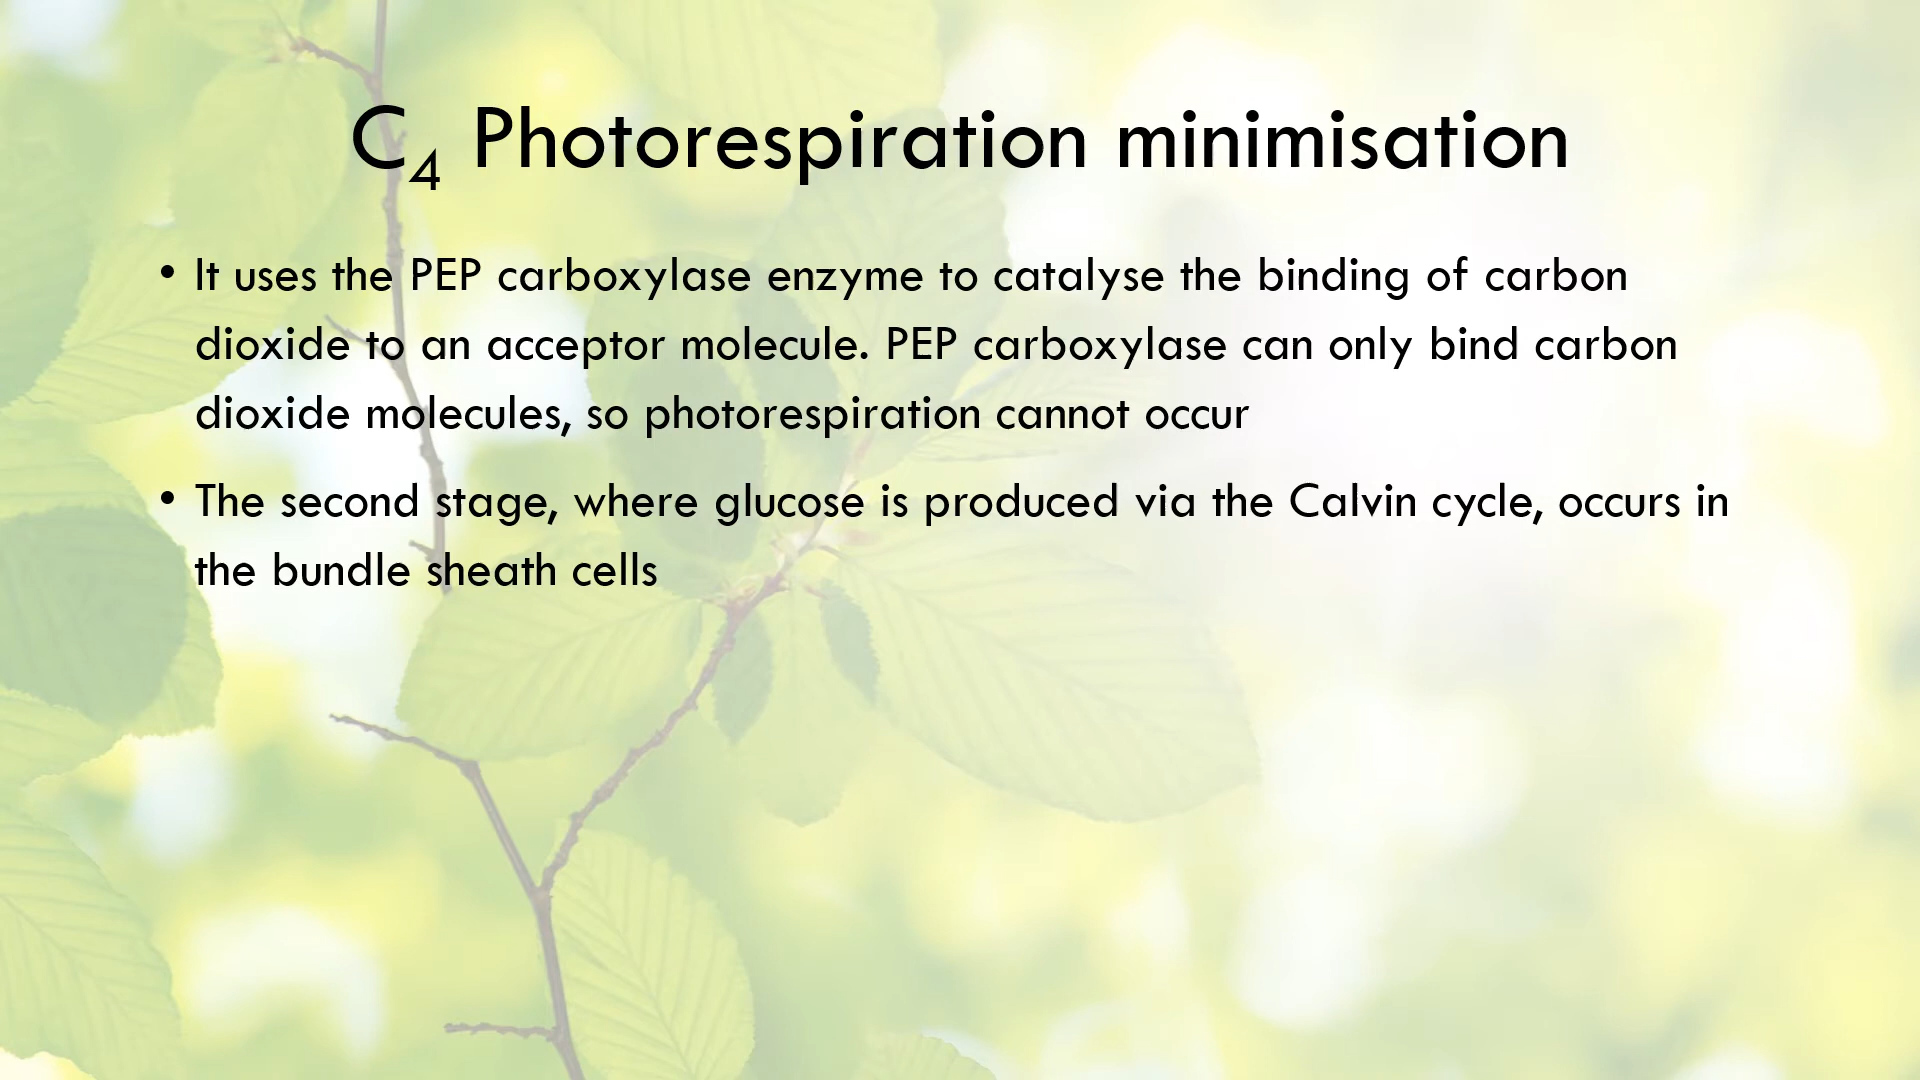 C₄ Photorespiration minimisation
• It uses the PEP carboxylase enzyme to catalyse the binding of carbon
dioxide to an acceptor molecule. PEP carboxylase can only bind carbon
dioxide molecules, so photorespiration cannot occur
• The second stage, where glucose is produced via the Calvin cycle, occurs in
the bundle sheath cells